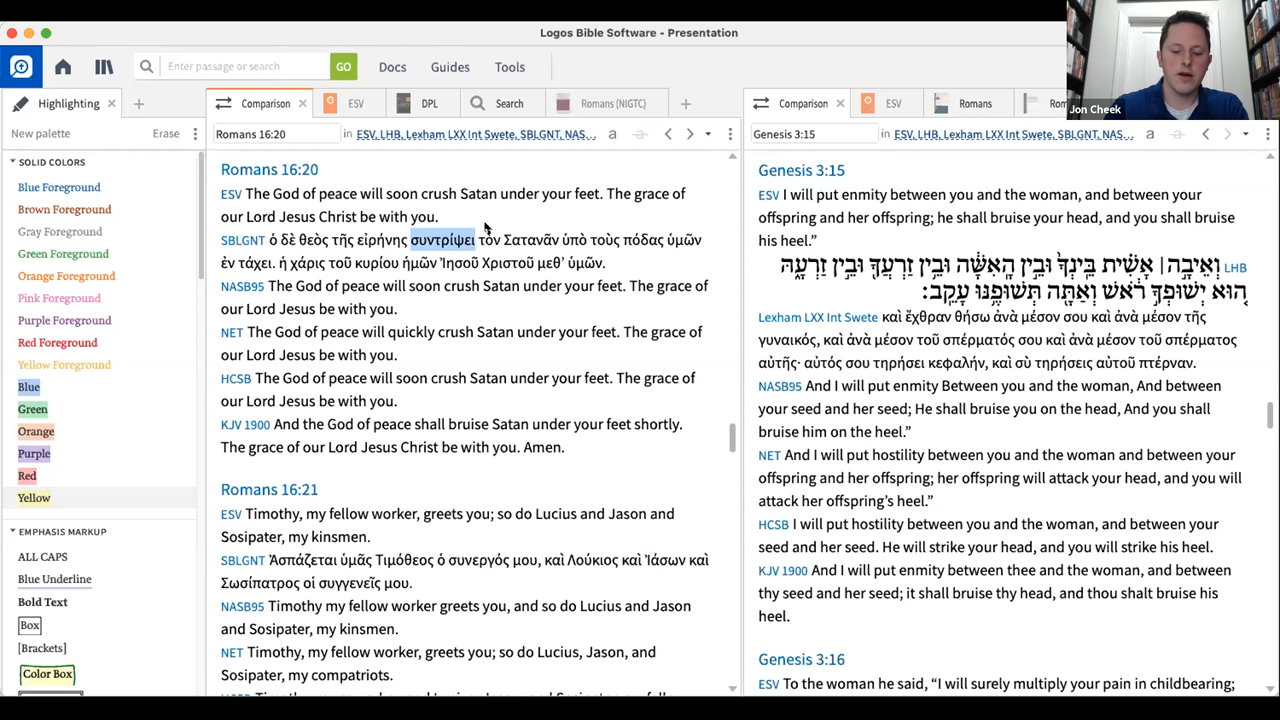 Logos Bible Software - Presentation
Jon Cheek
Enter passage or search
GO
Docs
Guides
Tools
Highlighting
New palette
Erase
SOLID COLORS
Blue Foreground
Brown Foreground
Gray Foreground
Green Foreground
Orange Foreground
Pink Foreground
Purple Foreground
Red Foreground
Yellow Foreground
Blue
Green
Orange
Purple
Red
Yellow
EMPHASIS MARKUP
ALL CAPS
Blue Underline
Bold Text
Box
[Brackets]
Color Box
Comparison
ESV
DPL
Search
Romans (NIGTC)
Romans 16:20 in ESV, LHB, Lexham LXX Int Swete, SBLGNT, NAS...
Romans 16:20
ESV The God of peace will soon crush Satan under your feet. The grace of
our Lord Jesus Christ be with you.
SBLGNT ὁ δὲ θεὸς τῆς εἰρήνης συντρίψει τὸν Σατανᾶν ὑπὸ τοὺς πόδας ὑμῶν
ἐν τάχει. ἡ χάρις τοῦ κυρίου ἡμῶν Ἰησοῦ Χριστοῦ μεθ’ ὑμῶν.
NASB95 The God of peace will soon crush Satan under your feet. The grace of
our Lord Jesus be with you.
NET The God of peace will quickly crush Satan under your feet. The grace of
our Lord Jesus be with you.
HCSB The God of peace will soon crush Satan under your feet. The grace of
our Lord Jesus be with you.
KJV 1900 And the God of peace shall bruise Satan under your feet shortly.
The grace of our Lord Jesus Christ be with you. Amen.
Romans 16:21
ESV Timothy, my fellow worker, greets you; so do Lucius and Jason and
Sosipater, my kinsmen.
SBLGNT Ἀσπάζεται ὑμᾶς Τιμόθεος ὁ συνεργός μου, καὶ Λούκιος καὶ Ἰάσων καὶ
Σωσίπατρος οἱ συγγενεῖς μου.
NASB95 Timothy my fellow worker greets you, and so do Lucius and Jason
and Sosipater, my kinsmen.
NET Timothy, my fellow worker, greets you; so do Lucius, Jason, and
Sosipater, my compatriots.
Comparison
ESV
Romans
Genesis 3:15 in ESV, LHB, Lexham LXX Int Swete, SBLGNT, NAS...
Genesis 3:15
ESV I will put enmity between you and the woman, and between your
offspring and her offspring; he shall bruise your head, and you shall bruise
his heel.”
LHB וְאֵיבָ֣ה׀ אָשִׁ֗ית בֵּֽינְךָ֙ וּבֵ֣ין הָֽאִשָּׁ֔ה וּבֵ֥ין זַרְעֲךָ֖ וּבֵ֣ין זַרְעָ֑הּ
ה֚וּא יְשׁוּפְךָ֣ רֹ֔אשׁ וְאַתָּ֖ה תְּשׁוּפֶ֥נּוּ עָקֵֽב׃
Lexham LXX Int Swete καὶ ἔχθραν θήσω ἀνὰ μέσον σου καὶ ἀνὰ μέσον τῆς
γυναικός, καὶ ἀνὰ μέσον τοῦ σπέρματός σου καὶ ἀνὰ μέσον τοῦ σπέρματος
αὐτῆς· αὐτός σου τηρήσει κεφαλήν, καὶ σὺ τηρήσεις αὐτοῦ πτέρναν.
NASB95 And I will put enmity Between you and the woman, And between
your seed and her seed; He shall bruise you on the head, And you shall
bruise him on the heel.”
NET And I will put hostility between you and the woman and between your
offspring and her offspring; her offspring will attack your head, and you will
attack her offspring’s heel.”
HCSB I will put hostility between you and the woman, and between your
seed and her seed. He will strike your head, and you will strike his heel.
KJV 1900 And I will put enmity between thee and the woman, and between
thy seed and her seed; it shall bruise thy head, and thou shalt bruise his
heel.
Genesis 3:16
ESV To the woman he said, “I will surely multiply your pain in childbearing;